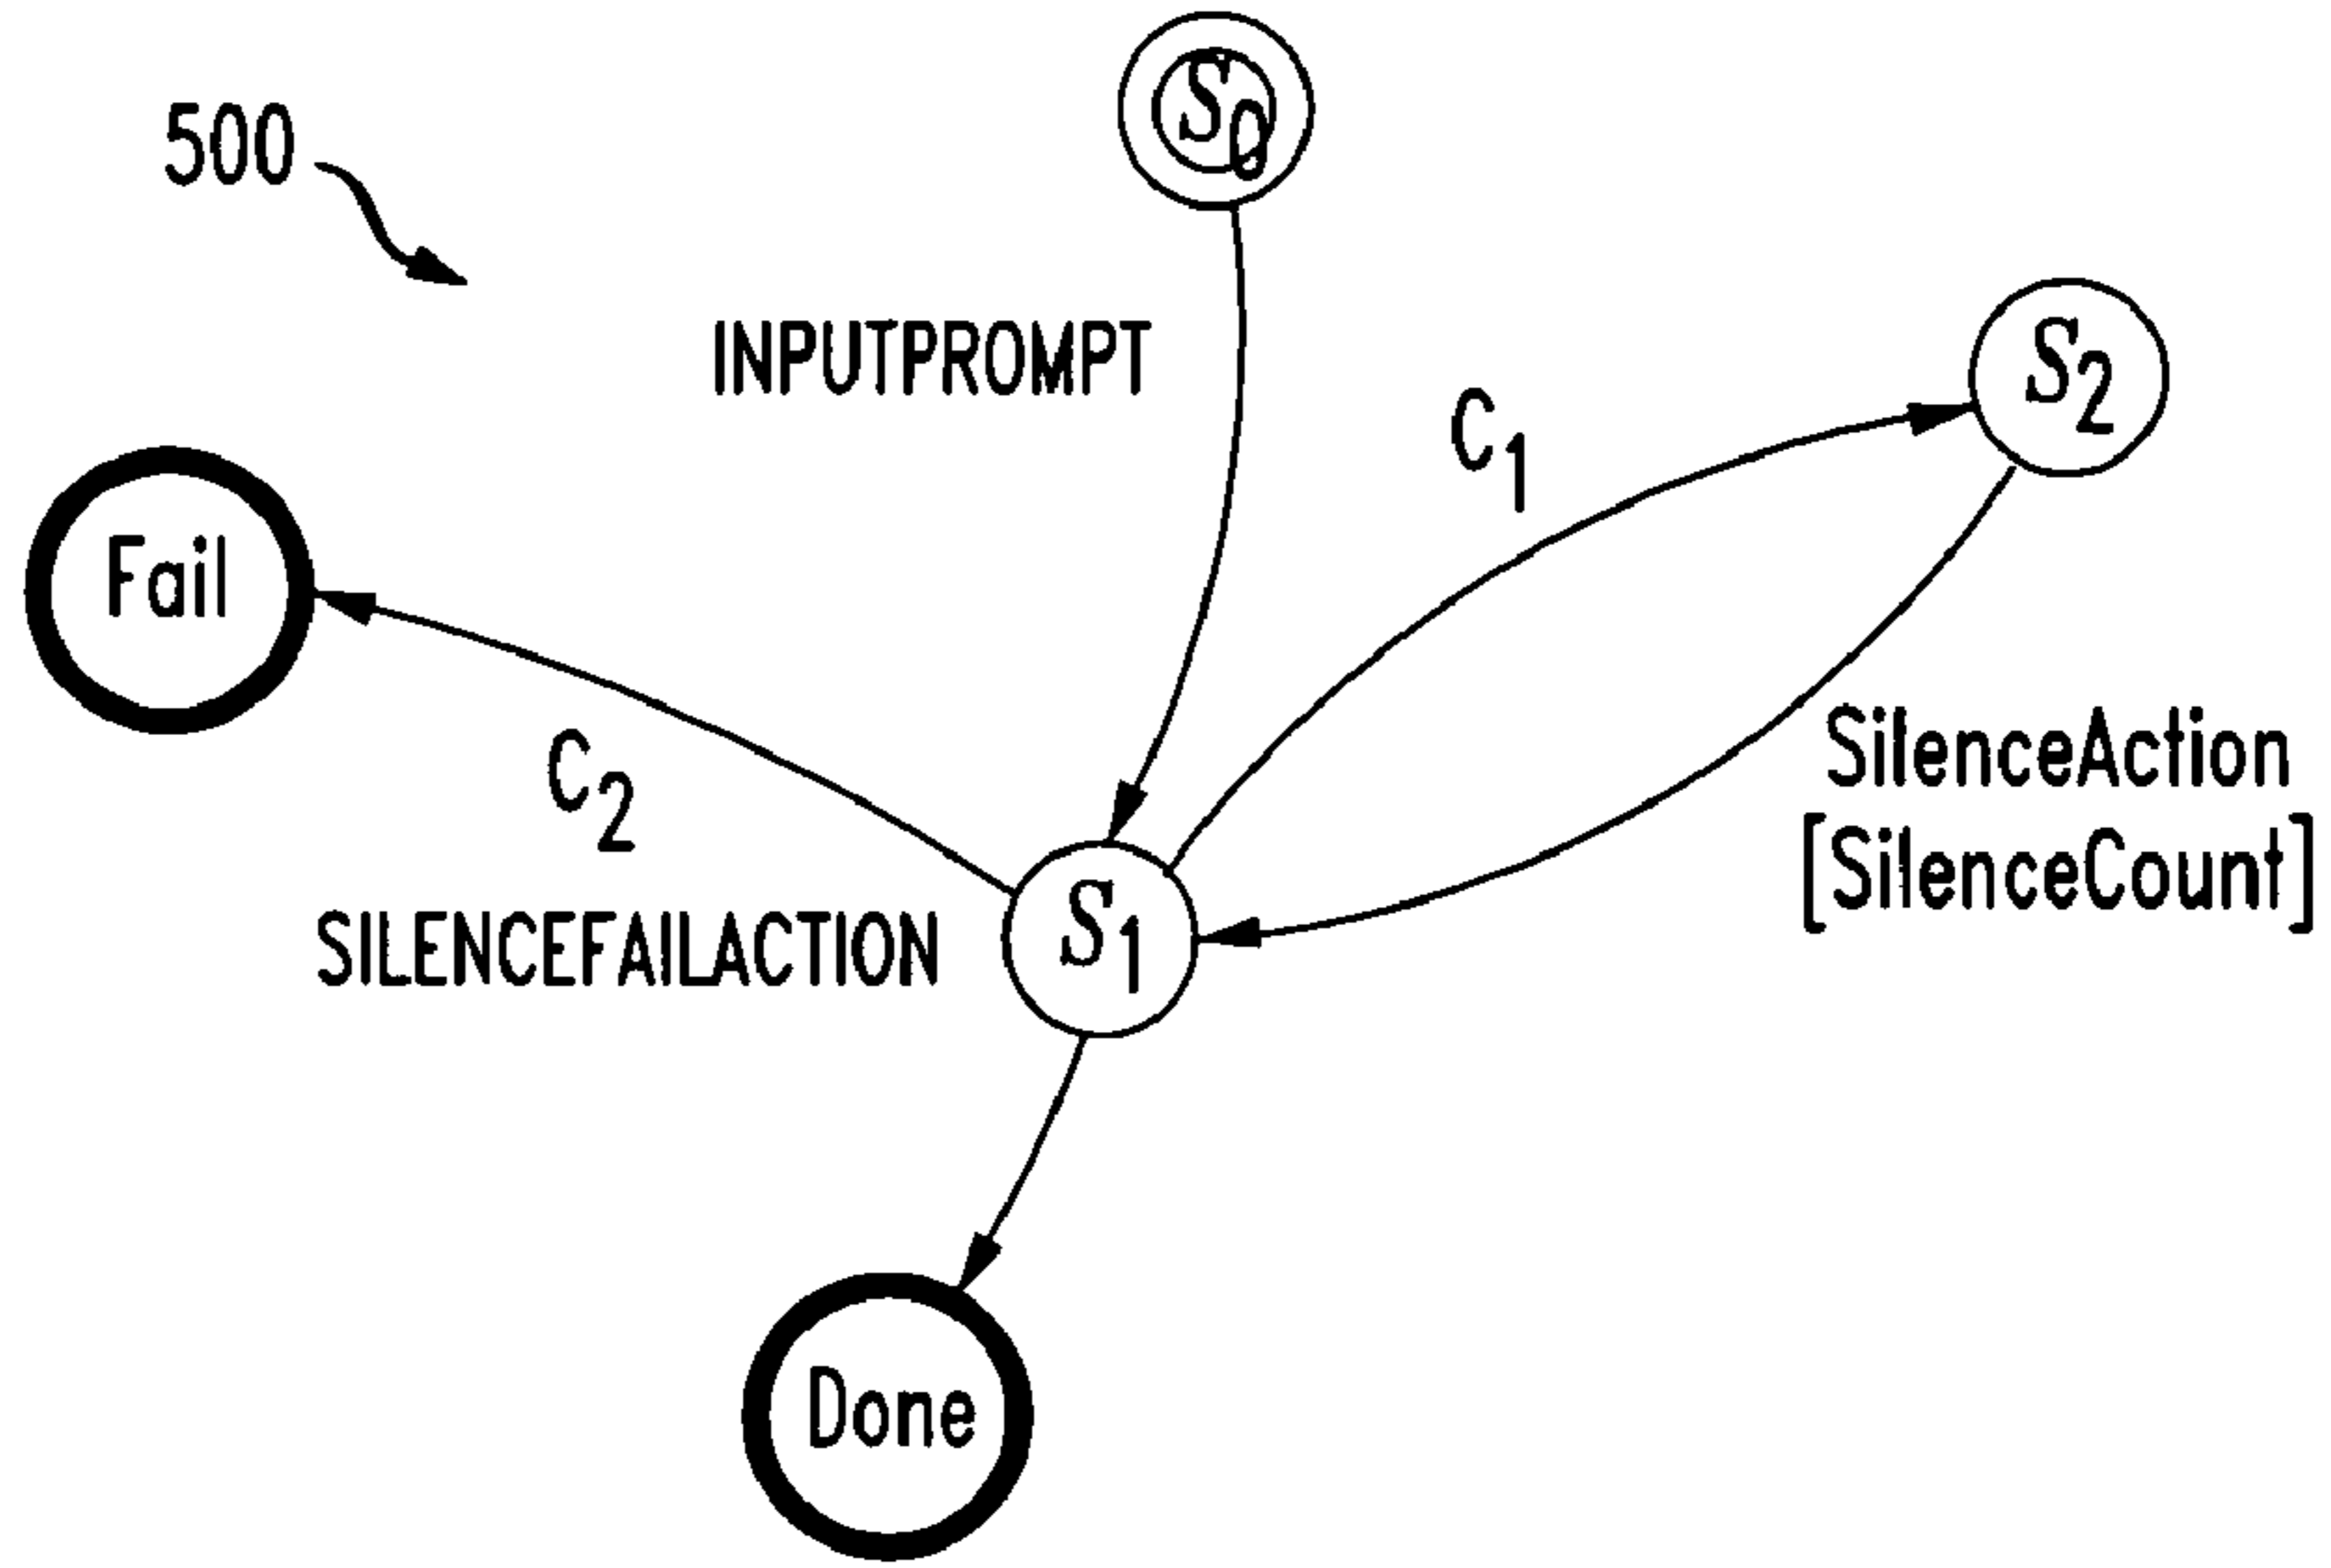 S0
500
INPUTPROMPT
S2
C1
Fail
SilenceAction
[SilenceCount]
C2
SILENCEFAILACTION
S1
Done